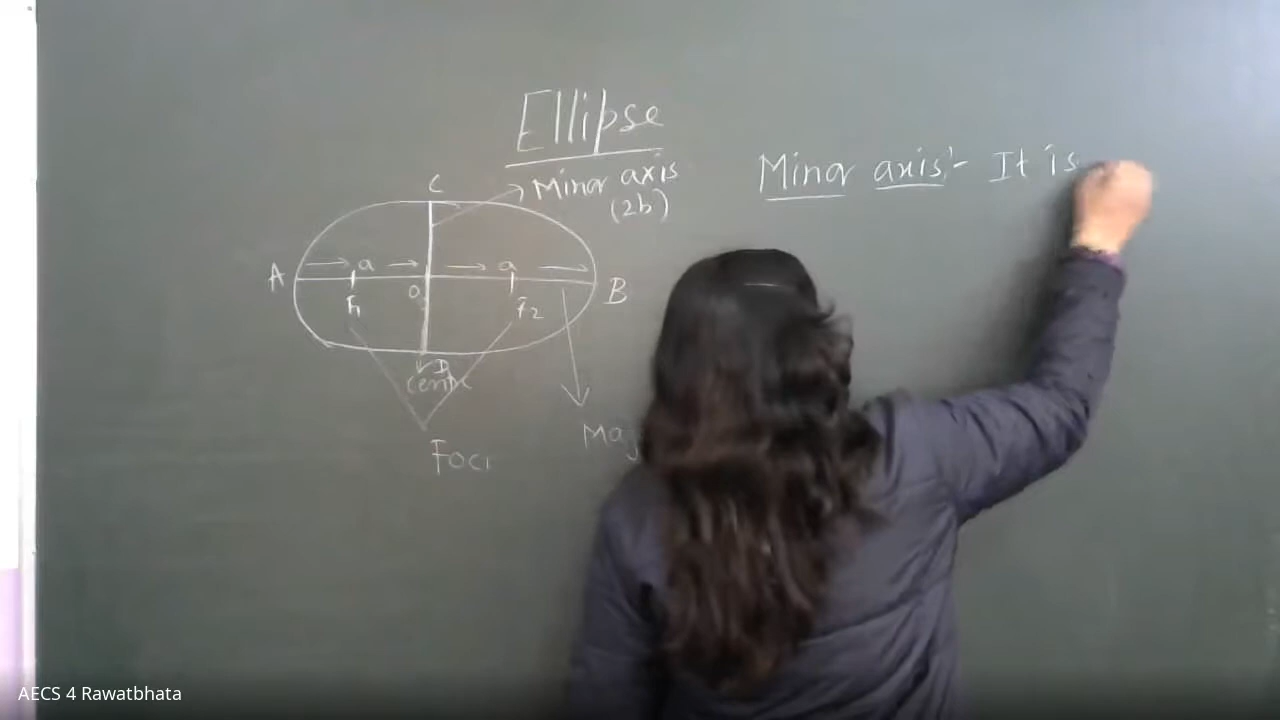 Ellipse
Minor axis
(2b)
Minor axis:- It is
C
A
a
a
B
F1
O
F2
D
Centre
Foci
Maj
AECS 4 Rawatbhata